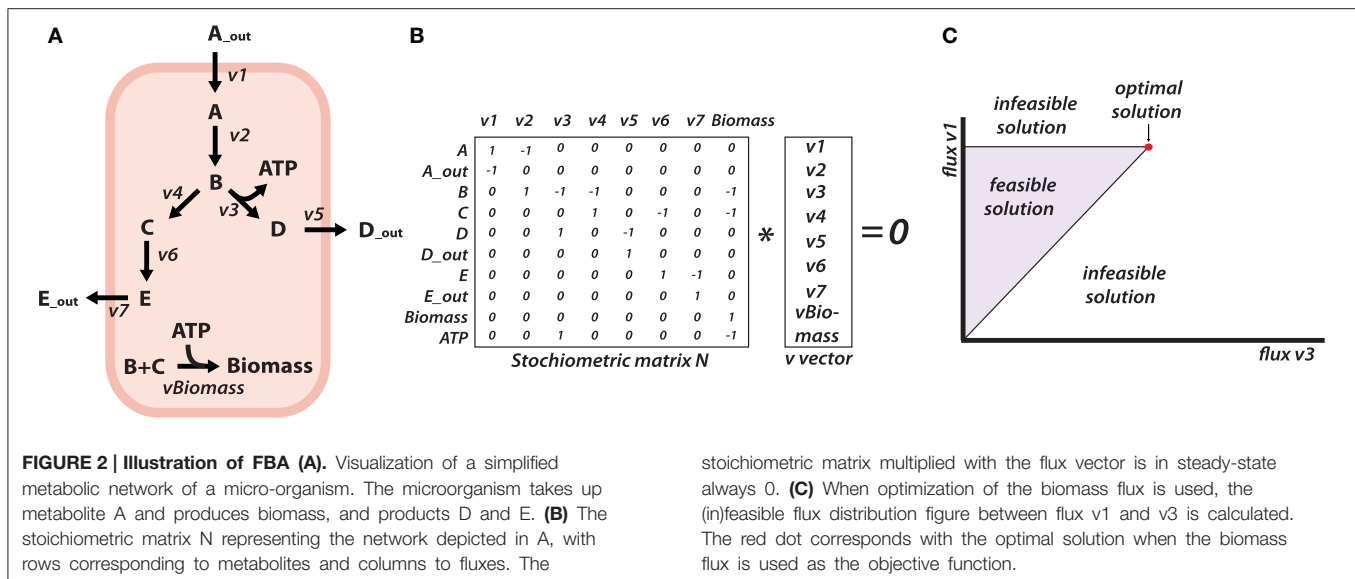 A
A_out
v1
A
v2
B
ATP
v4
v3
v5
C
D
D_out
v6
E_out
E
v7
ATP
B+C
Biomass
vBiomass
B
v1 v2 v3 v4 v5 v6 v7 Biomass
A 1 -1 0 0 0 0 0 0
A_out -1 0 0 0 0 0 0 0
B 0 1 -1 -1 0 0 0 -1
C 0 0 0 1 0 -1 0 -1
D 0 0 1 0 -1 0 0 0
D_out 0 0 0 0 1 0 0 0
E 0 0 0 0 0 1 -1 0
E_out 0 0 0 0 0 0 1 0
Biomass 0 0 0 0 0 0 0 1
ATP 0 0 1 0 0 0 0 -1
Stochiometric matrix N
*
v1
v2
v3
v4
v5
v6
v7
vBio-
mass
v vector
=0
C
flux v1
infeasible
solution
optimal
solution
feasible
solution
infeasible
solution
flux v3
FIGURE 2 | Illustration of FBA (A). Visualization of a simplified
metabolic network of a micro-organism. The microorganism takes up
metabolite A and produces biomass, and products D and E. (B) The
stoichiometric matrix N representing the network depicted in A, with
rows corresponding to metabolites and columns to fluxes. The
stoichiometric matrix multiplied with the flux vector is in steady-state
always 0. (C) When optimization of the biomass flux is used, the
(in)feasible flux distribution figure between flux v1 and v3 is calculated.
The red dot corresponds with the optimal solution when the biomass
flux is used as the objective function.